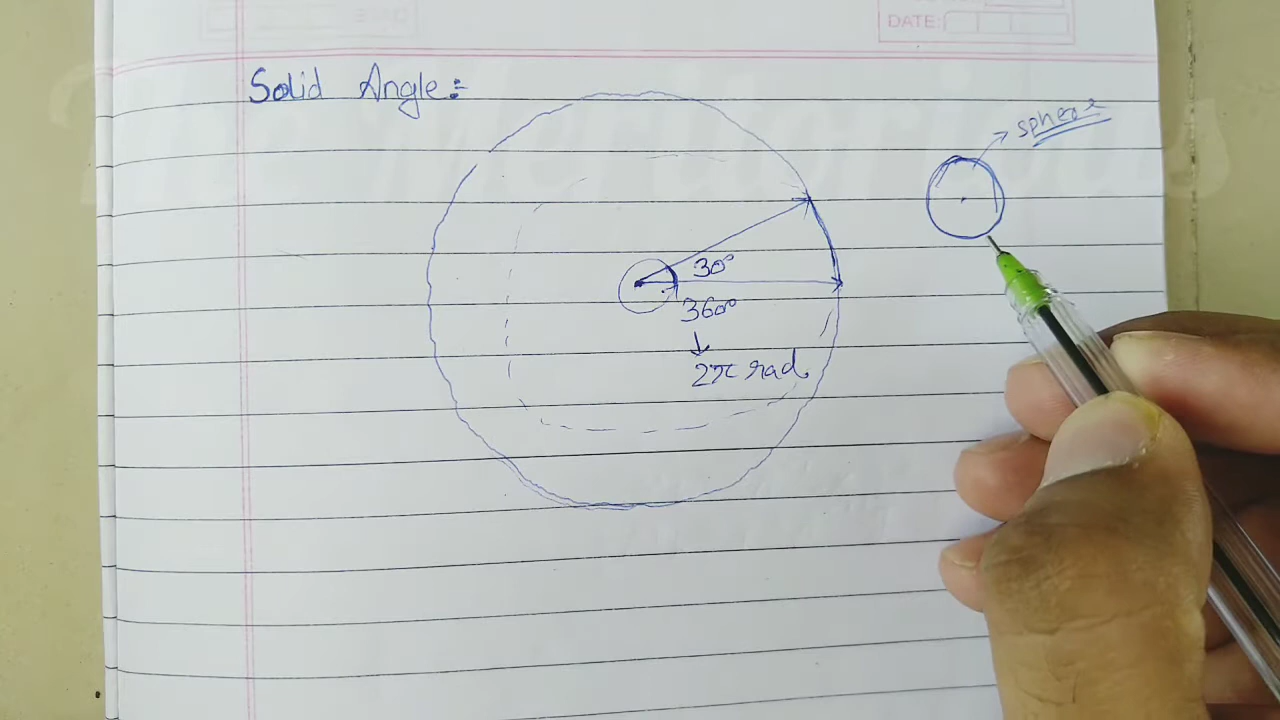 DATE:
Solid Angle:-
sphere
30°
360°
↓
2π rad.